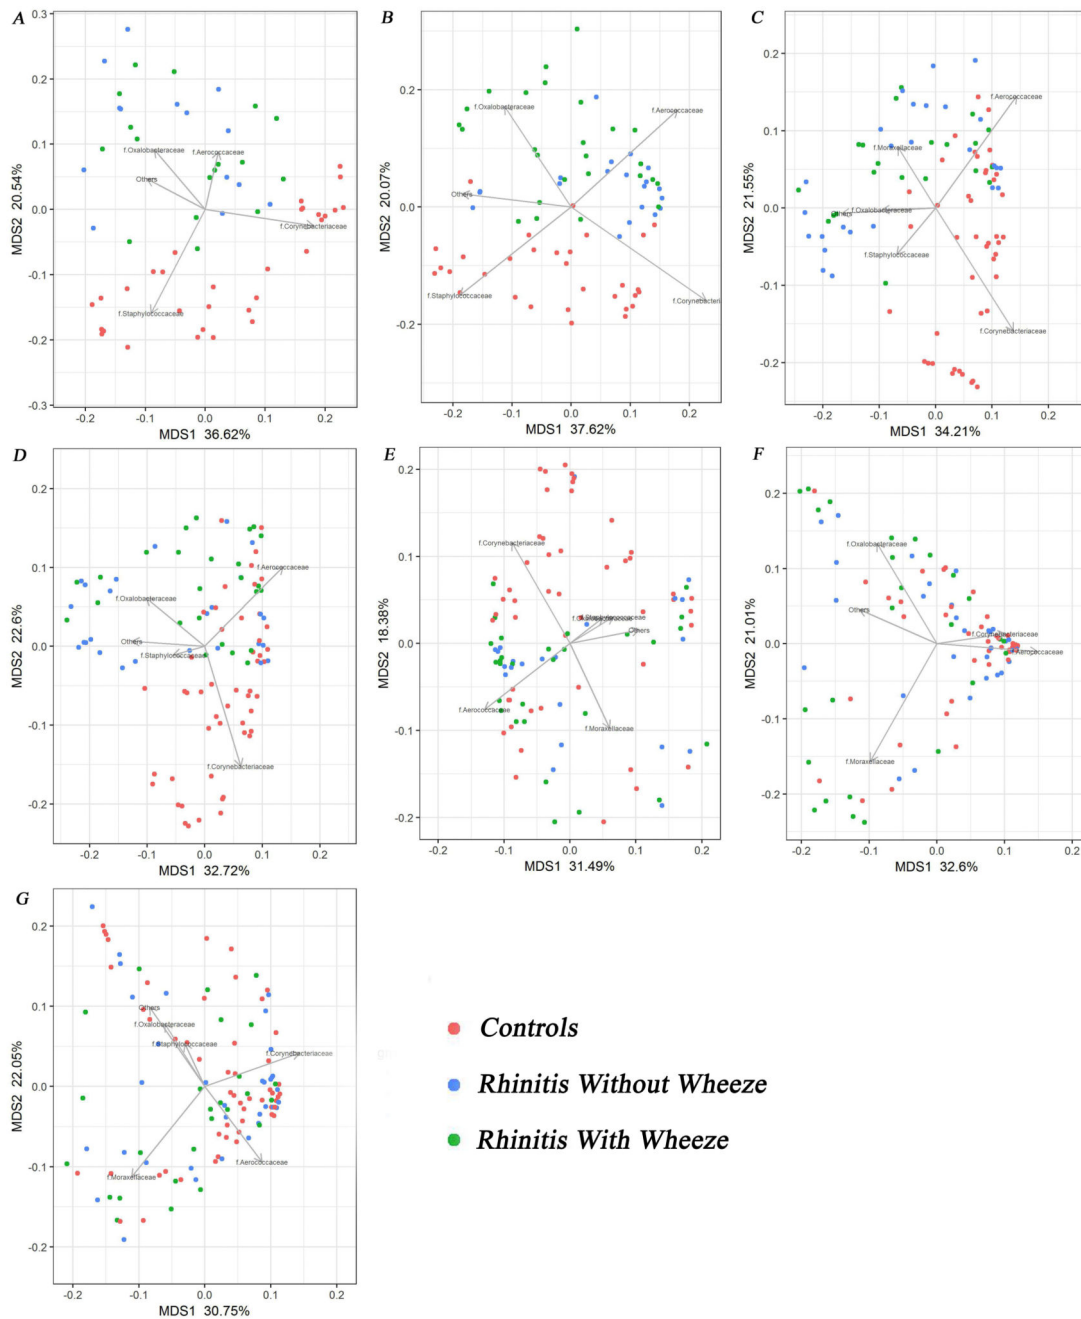 A
0.3
0.2
0.1
0.0
-0.1
-0.2
-0.3
MDS2 20.54%
f.Oxalobacteraceae
f.Aerococcaceae
Others
f.Corynebacteriaceae
f.Staphylococcaceae
-0.2 -0.1 0.0 0.1 0.2
MDS1 36.62%
B
0.2
0.0
-0.2
MDS2 20.07%
f.Oxalobacteraceae
f.Aerococcaceae
Others
f.Staphylococcaceae
f.Corynebacteri
-0.2 -0.1 0.0 0.1 0.2
MDS1 37.62%
C
0.2
0.1
0.0
-0.1
-0.2
MDS2 21.55%
f.Aerococcaceae
f.Moraxellaceae
f.Oxalobacteraceae
Others
f.Staphylococcaceae
f.Corynebacteriaceae
-0.2 -0.1 0.0 0.1 0.2
MDS1 34.21%
D
0.2
0.1
0.0
-0.1
-0.2
MDS2 22.6%
f.Aerococcaceae
f.Oxalobacteraceae
Others
f.Staphylococcaceae
f.Corynebacteriaceae
-0.2 -0.1 0.0 0.1 0.2
MDS1 32.72%
E
0.2
0.1
0.0
-0.1
-0.2
MDS2 18.38%
f.Corynebacteriaceae
f.Staphylococcaceae
Others
f.Aerococcaceae
f.Moraxellaceae
-0.2 -0.1 0.0 0.1 0.2
MDS1 31.49%
F
0.2
0.1
0.0
-0.1
-0.2
MDS2 21.01%
f.Oxalobacteraceae
Others
f.Corynebacteriaceae
f.Aerococcaceae
f.Moraxellaceae
-0.2 -0.1 0.0 0.1 0.2
MDS1 32.6%
G
0.2
0.1
0.0
-0.1
-0.2
MDS2 22.05%
Others
f.Oxalobacteraceae
f.Staphylococcaceae
f.Corynebacteriaceae
f.Aerococcaceae
f.Moraxellaceae
-0.2 -0.1 0.0 0.1 0.2
MDS1 30.75%
Controls
Rhinitis Without Wheeze
Rhinitis With Wheeze